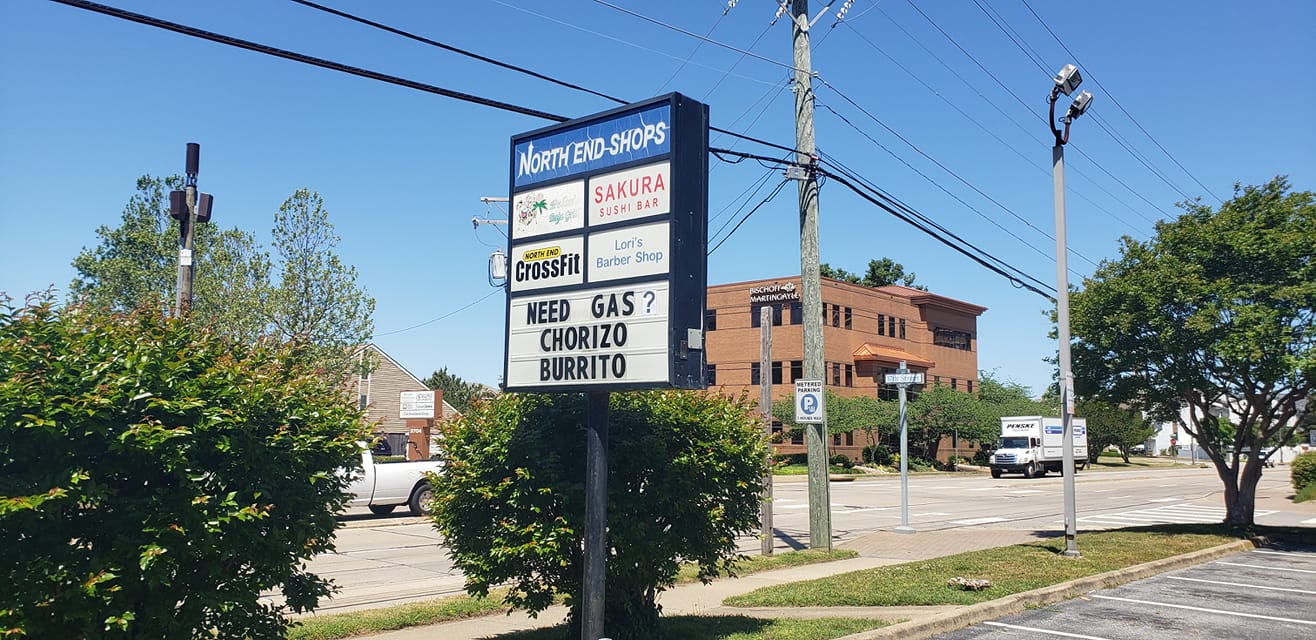 NORTH END SHOPS
SAKURA
SUSHI BAR
NORTH END
CROSSFIT
Lori's
Barber Shop
NEED GAS?
CHORIZO
BURRITO
BISCHOFF
MARTINGAYLE
METERED
PARKING
P
PENSKE